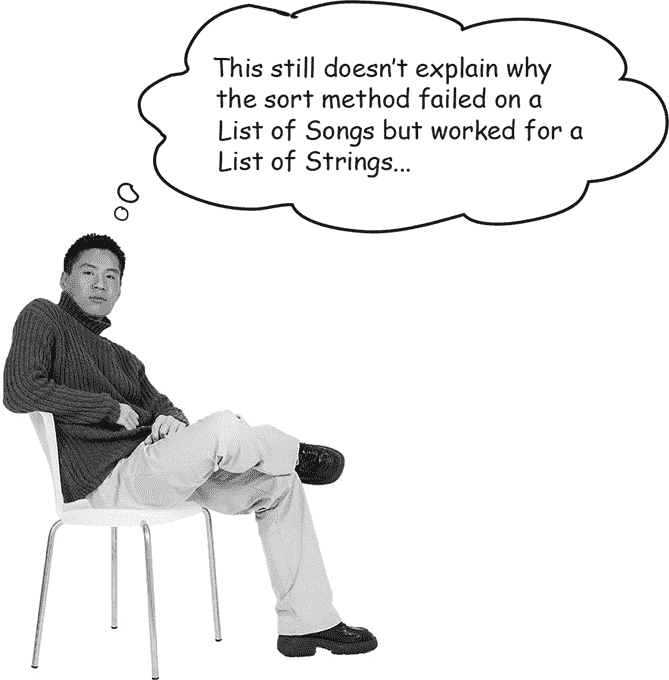 This still doesn't explain why
the sort method failed on a
List of Songs but worked for a
List of Strings...